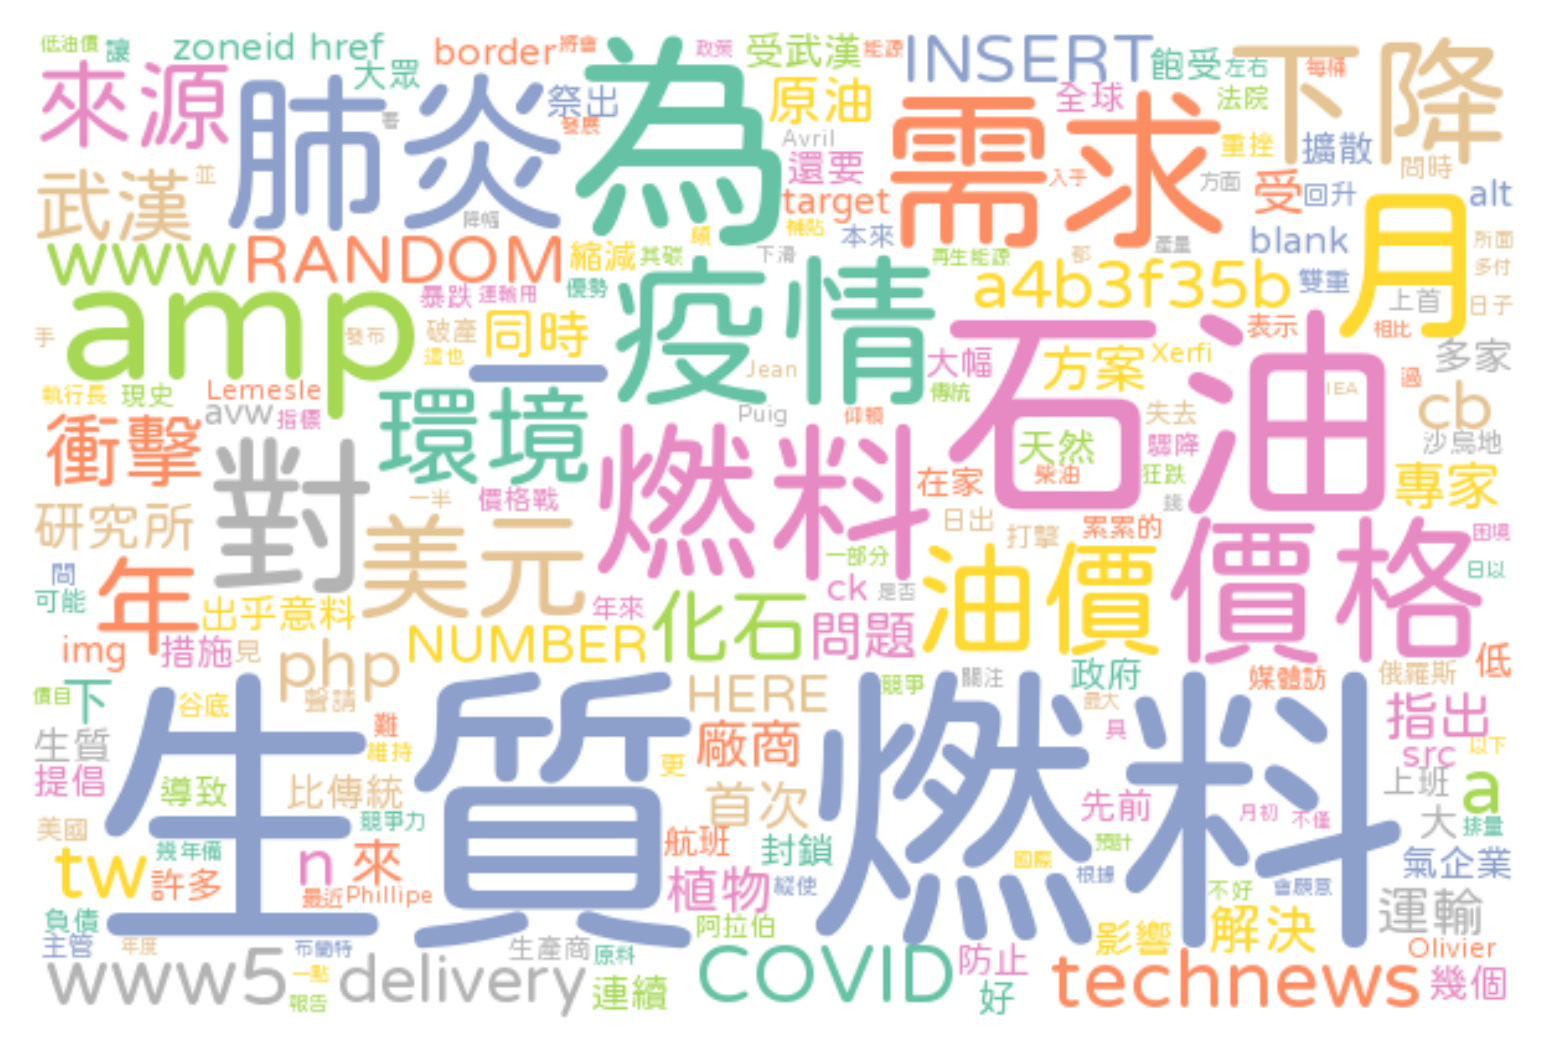 低油價 讓 zoneid href border 將會 政策 受武漢 能源 INSERT 飽受 左右 下降 每桶
來源 大眾 肺炎 著 祭出 發展 為 原油 Avril 需求 全球 法院
武漢 並 降幅 還要 target 入手 方面 重挫 擴散 問時 受 回升 alt
www RANDOM 縮減 其碳 補貼 本來 下滑 再生能源 產量 blank 月 所面
amp 暴跌 運輸用 優勢 疫情 a4b3f35b 雙重 上首 多付 日子
手 發布 破產 這也 同時 一 大幅 方案 Xerfi 表示 相比 多家
執行長 現史 Lemesle avw 指標 環境 Jean 傳統 石油 IEA 過 cb
衝擊 對 Puig 仰賴 天然 失去 驟降 沙烏地
研究所 一半 價格戰 燃料 在家 柴油 狂跌 專家
美元 日出 打擊 累累的 錢 困境
問 可能 年 出乎意料 年來 一部分 ck 是否 油價 價格 日以
img 措施 見 php NUMBER 化石 問題 低
價目 下 谷底 聲請 HERE 競爭 關注 政府 媒體訪 俄羅斯
生質 生質燃料 難 維持 更 廠商 最大 具 指出 src 以下
提倡 導致 比傳統 首次 先前 月初 不僅 上班 a
美國 競爭力 大 排量
tw 幾年備 許多 n 來 航班 封鎖 國際 預計 根據 氣企業
最近 Phillipe 植物 縱使 不好 會願意 運輸
負債 主管 年度 布蘭特 生產商 原料 阿拉伯 影響 解決 Olivier
www5 一點 報告 delivery 連續 COVID 防止 好 technews 幾個